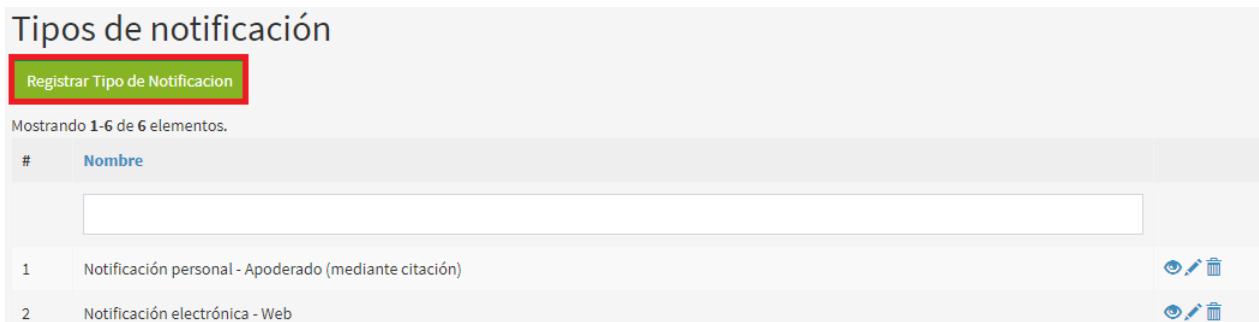 Tipos de notificación
Registrar Tipo de Notificacion
Mostrando 1-6 de 6 elementos.
# Nombre
1 Notificación personal - Apoderado (mediante citación)
2 Notificación electrónica - Web